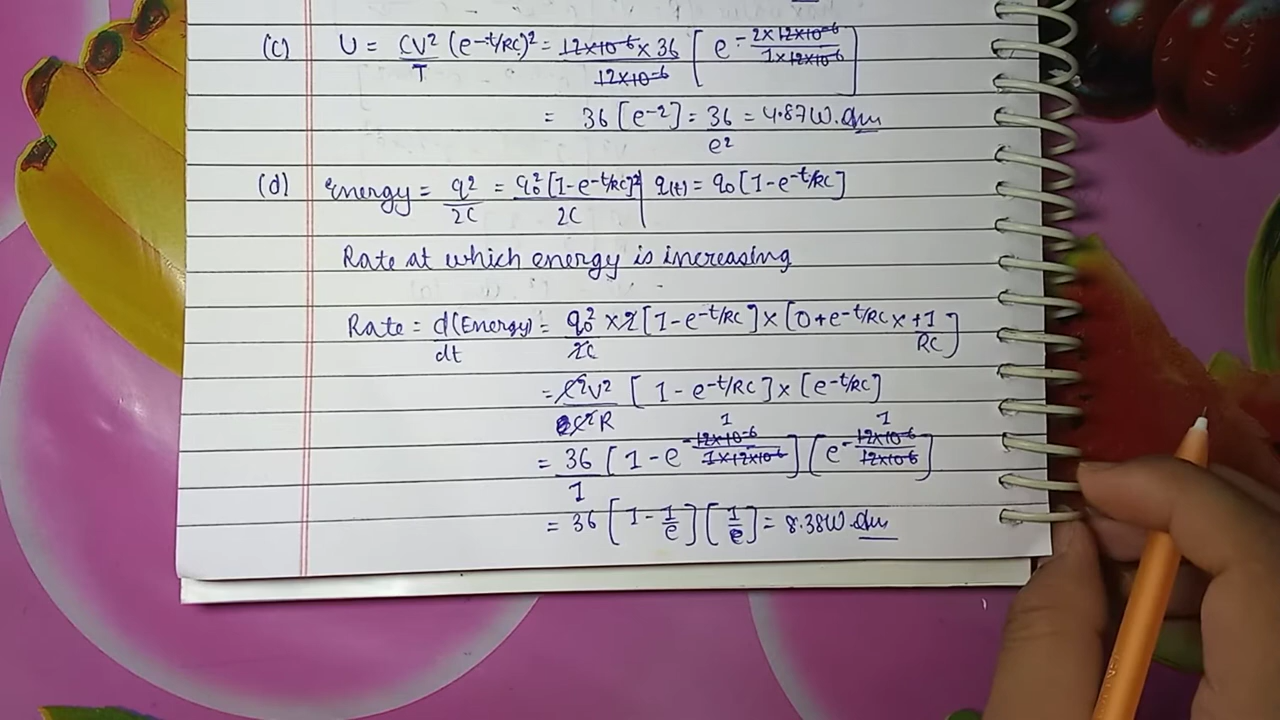 (c) U = CV²/T (e^-t/RC)² = 12×10^-6 × 36 / 12×10^-6 [e^- 2×12×10^-6 / 1×12×10^-6]
= 36 [e^-2] = 36/e² = 4.87W.
(d) Energy = q²/2C = q₀² [1-e^-t/RC]²/2C | q(t) = q₀ [1-e^-t/RC]
Rate at which energy is increasing
Rate = d(Energy)/dt = q₀²/2C × 2 [1-e^-t/RC] × [0+e^-t/RC × +1/RC]
= C²V²/C²R [1-e^-t/RC] × [e^-t/RC]
1 1
= 36/1 [1-e^- 12×10^-6 / 1×12×10^-6] [e^- 12×10^-6 / 12×10^-6]
= 36 [1-1/e] [1/e] = 8.38W.